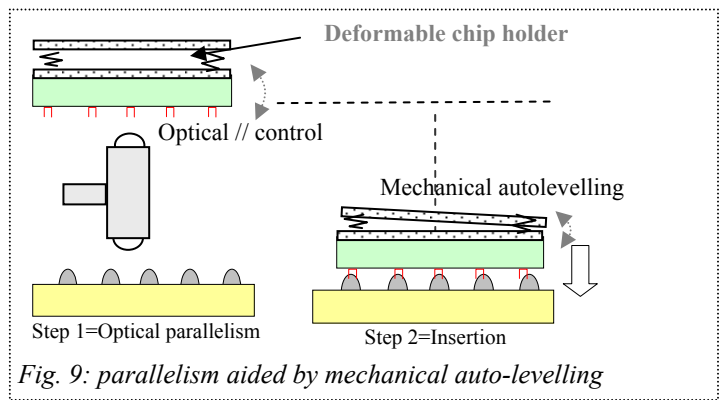 Deformable chip holder
Optical // control
Mechanical autolevelling
Step 1=Optical parallelism
Step 2=Insertion
Fig. 9: parallelism aided by mechanical auto-levelling